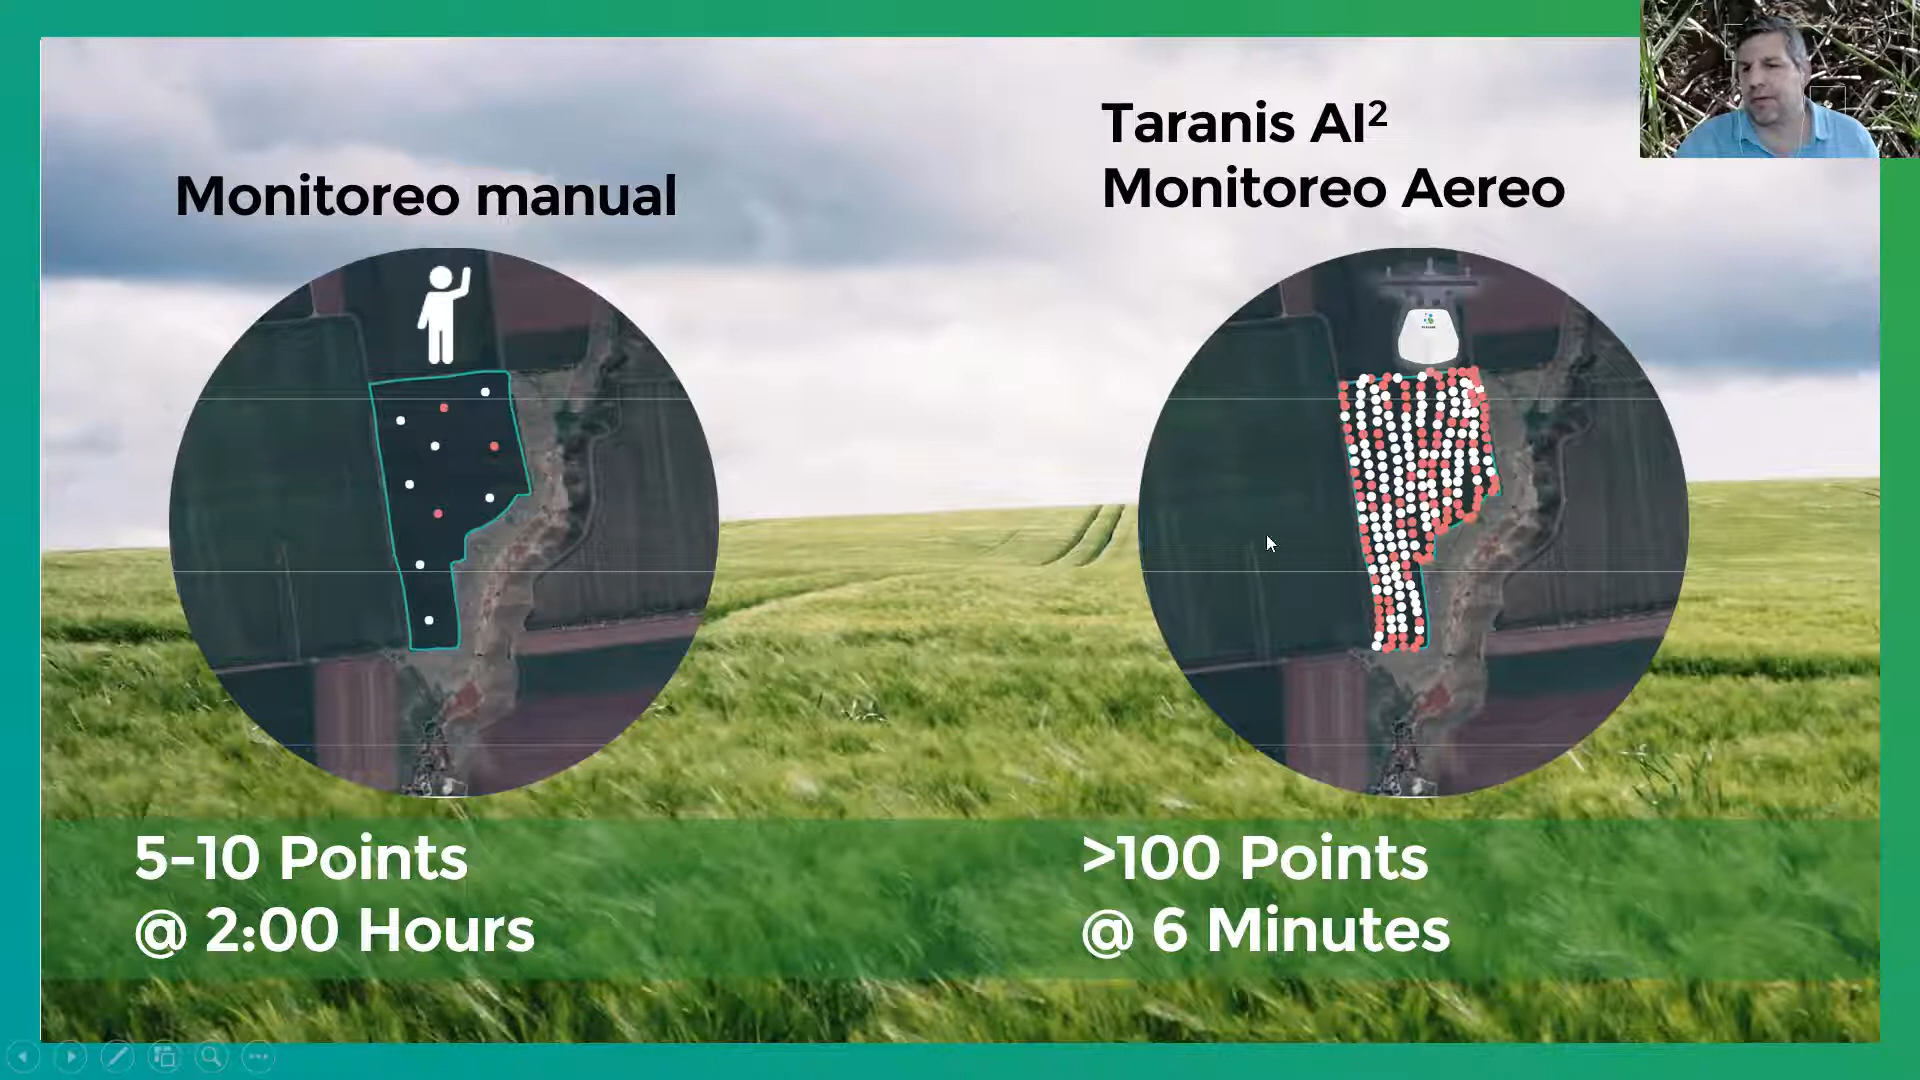 Monitoreo manual
Taranis AI²
Monitoreo Aereo
5-10 Points
@ 2:00 Hours
>100 Points
@ 6 Minutes